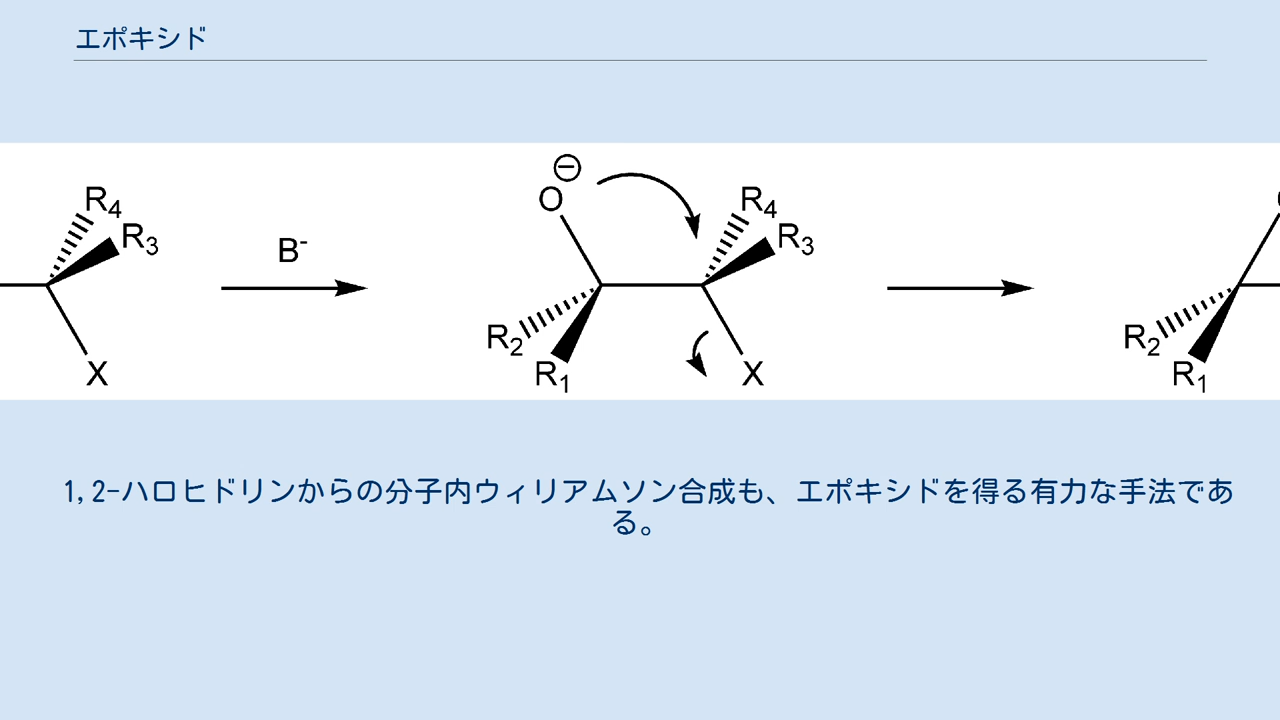 エポキシド
R4
R3
B-
X
O
R4
R3
R2
R1
X
R2
R1
1,2-ハロヒドリンからの分子内ウィリアムソン合成も、エポキシドを得る有力な手法であ
る。